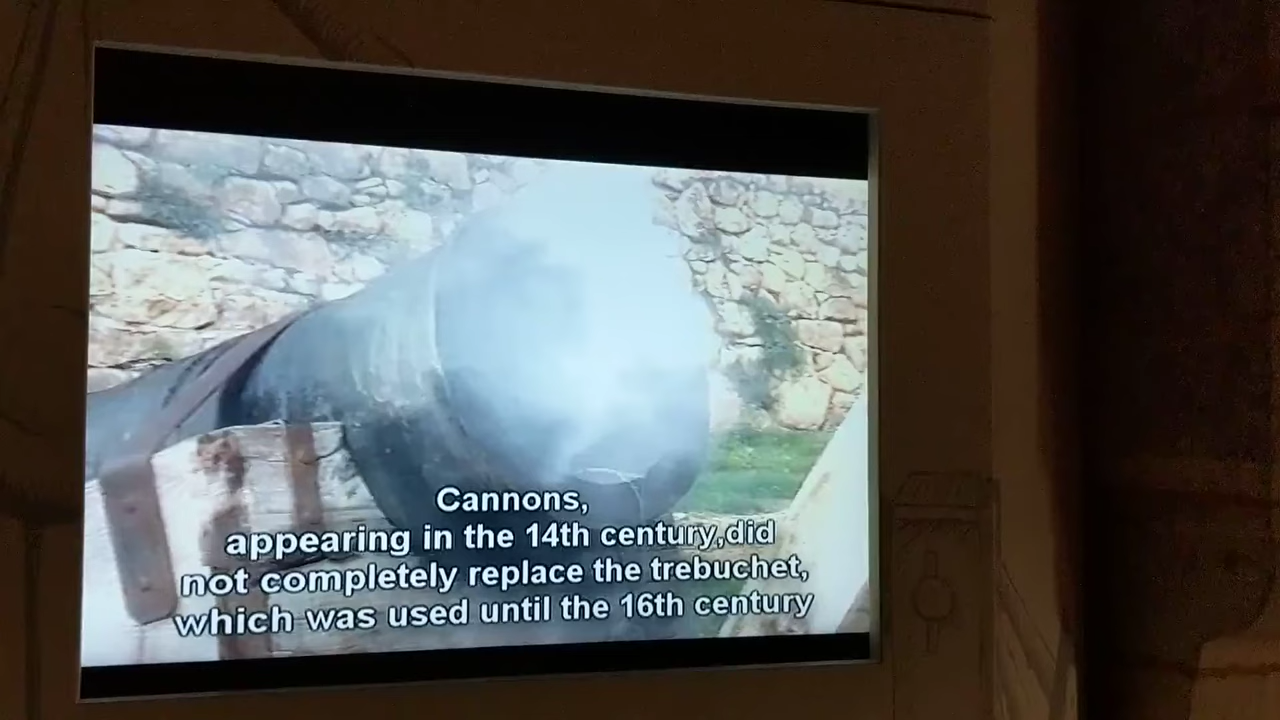 Cannons,
appearing in the 14th century,did
not completely replace the trebuchet,
which was used until the 16th century